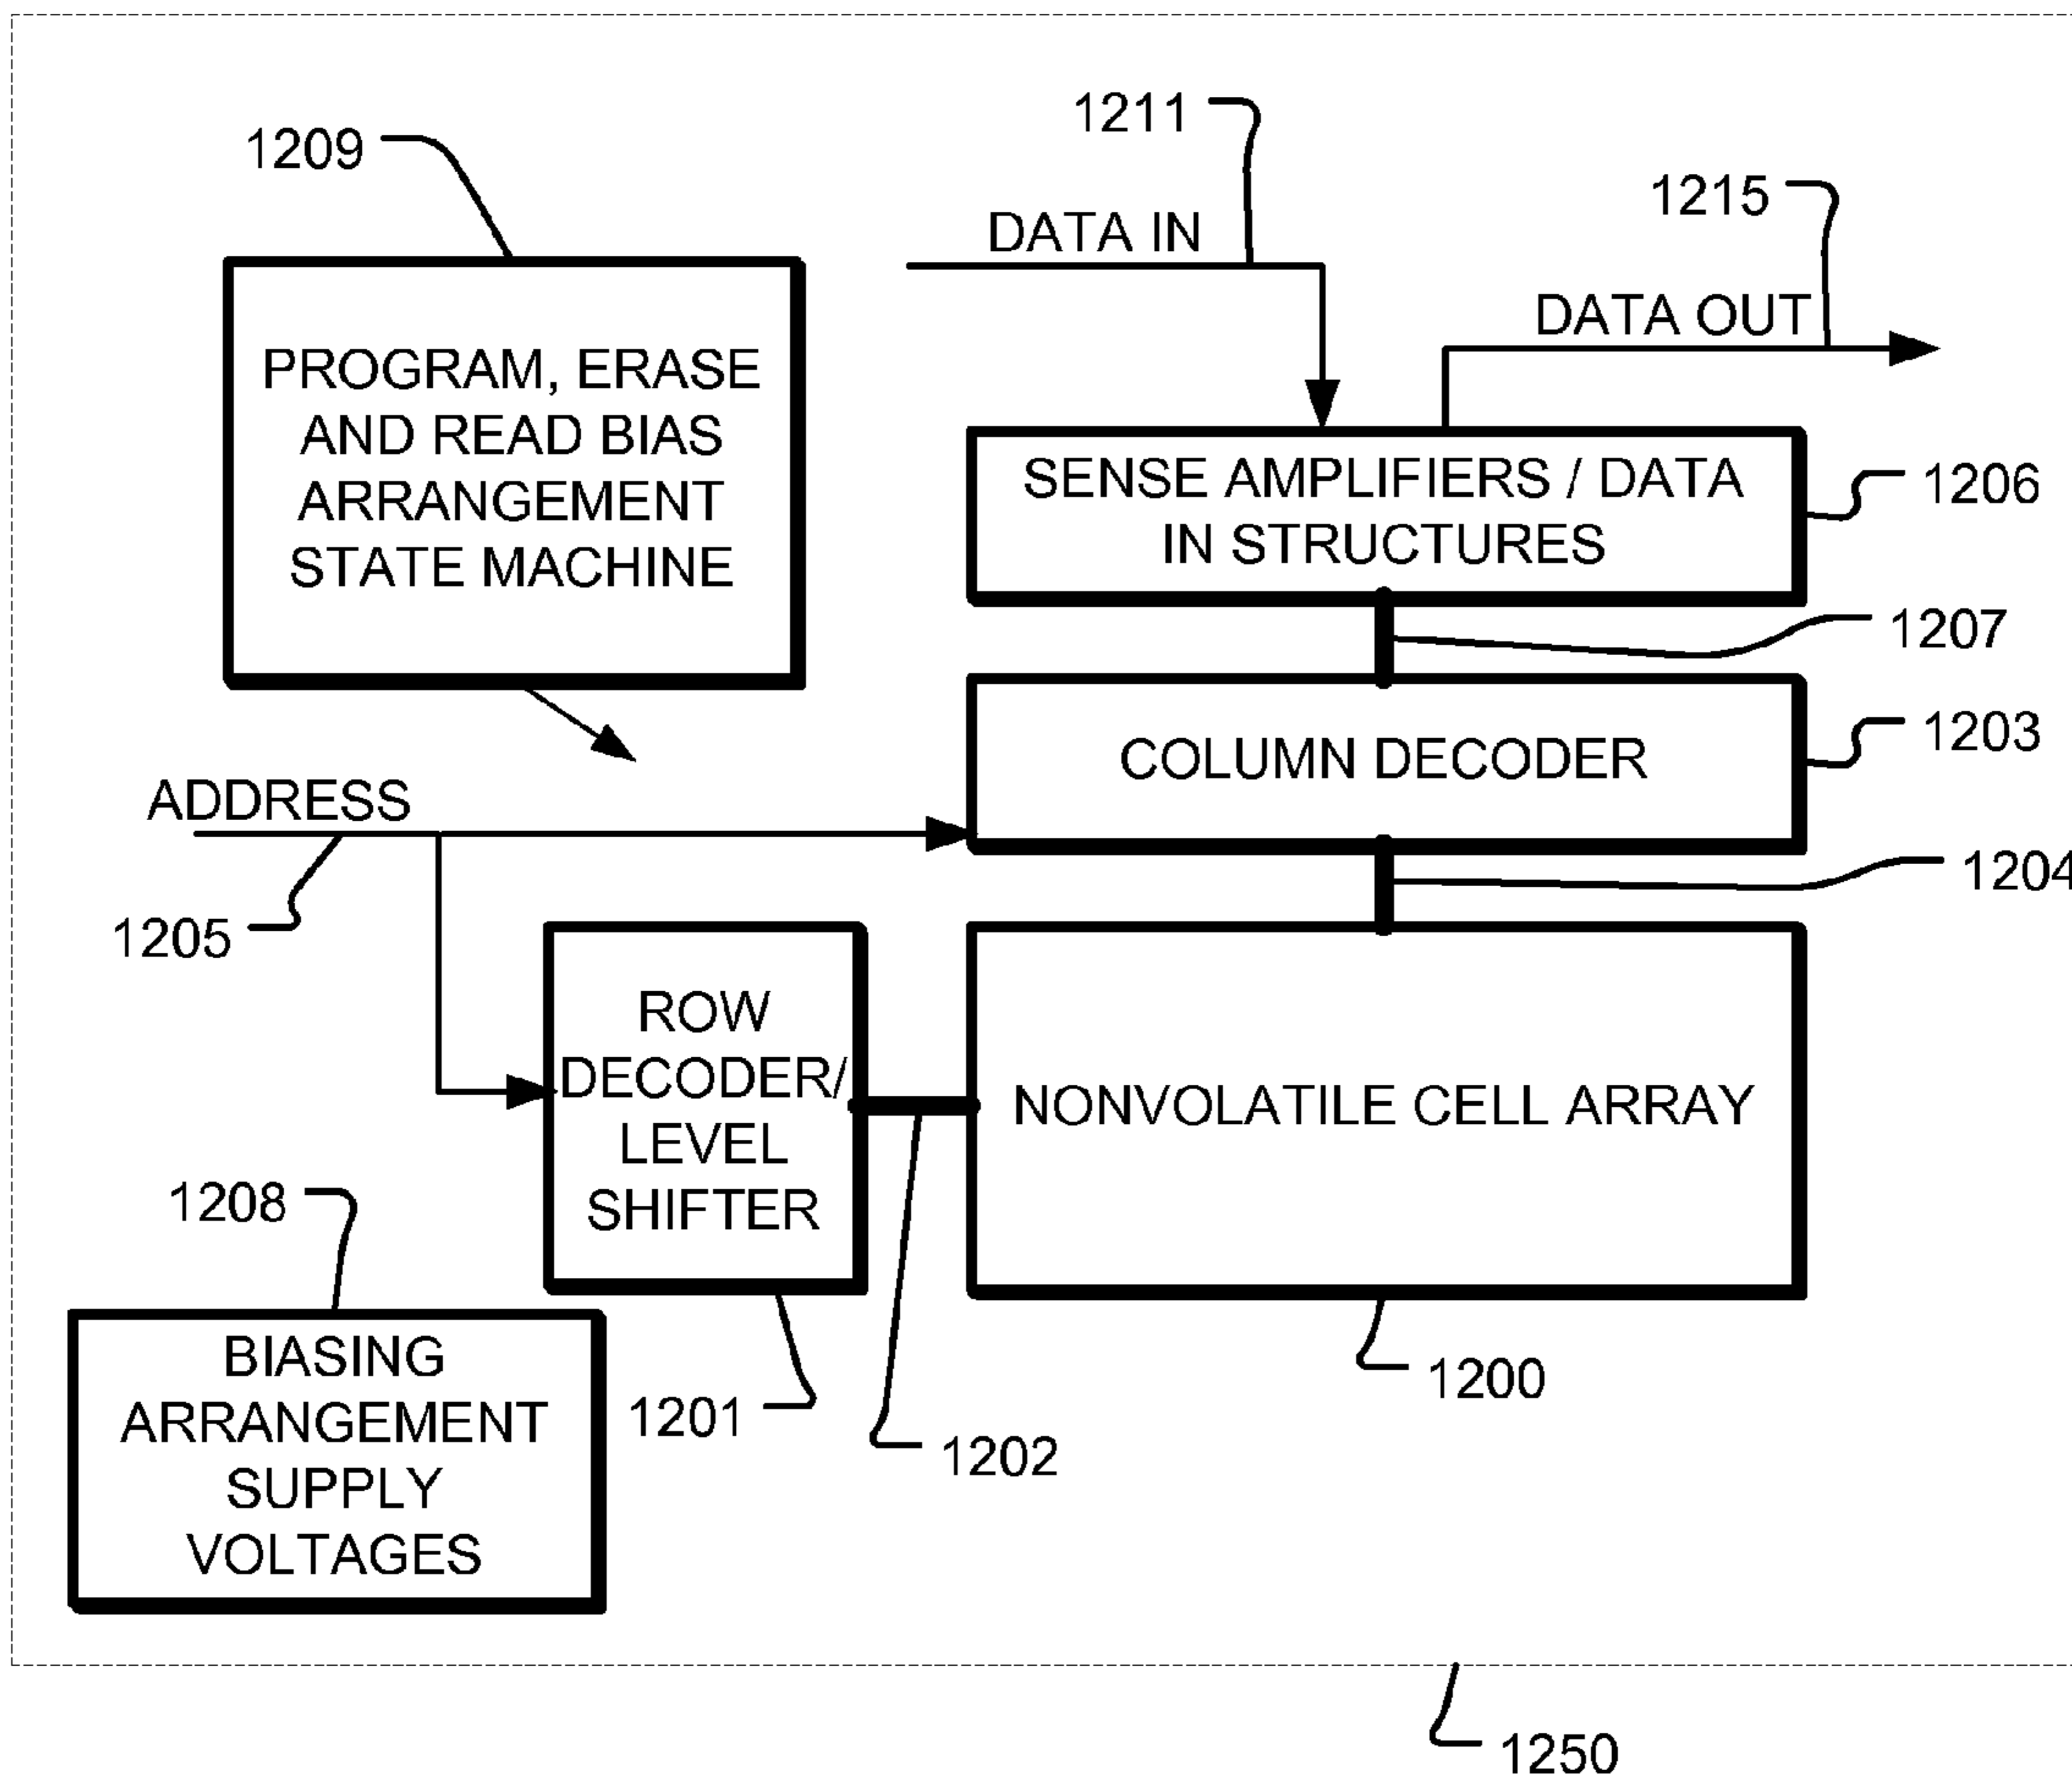 1211
1209
1215
DATA IN
DATA OUT
PROGRAM, ERASE
AND READ BIAS
ARRANGEMENT
STATE MACHINE
SENSE AMPLIFIERS / DATA
IN STRUCTURES
1206
1207
COLUMN DECODER
1203
ADDRESS
1204
1205
ROW
DECODER/
LEVEL
SHIFTER
NONVOLATILE CELL ARRAY
1208
BIASING
ARRANGEMENT
SUPPLY
VOLTAGES
1201
1202
1200
1250